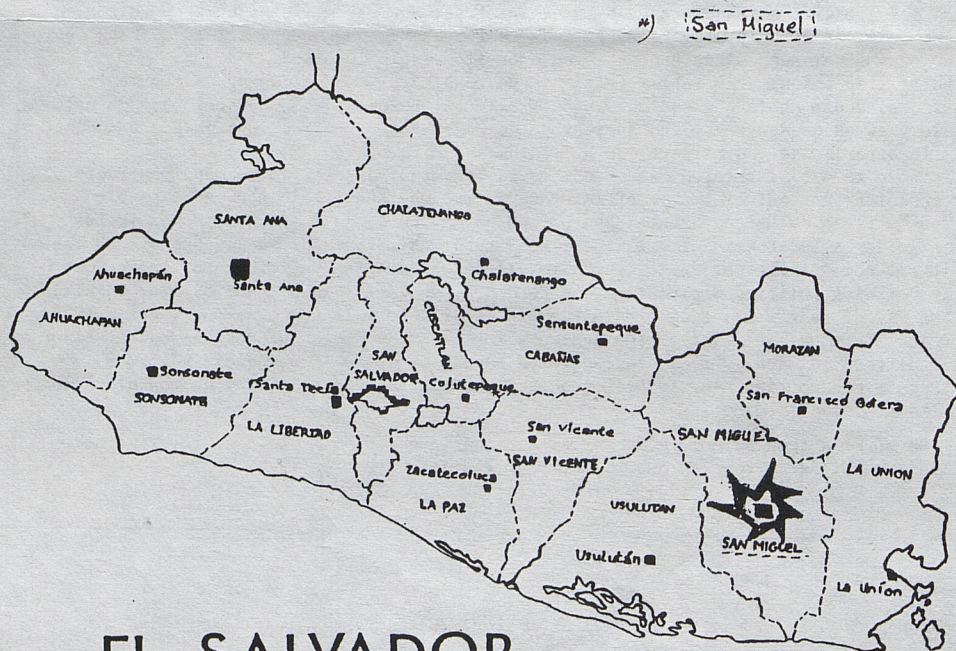 *) San Miguel
SANTA ANA
CHALATENANGO
Ahuachapán
Santa Ana
Chalatenango
AHUACHAPAN
CUSCATLAN
Sensuntepeque
CABAÑAS
MORAZAN
Sonsonate
SAN
SALVADOR
Santa Tecla
Cojutepeque
San Francisco Gotera
SONSONATE
LA LIBERTAD
San Vicente
SAN MIGUEL
SAN VICENTE
LA UNION
Zacatecoluca
LA PAZ
USULUTAN
SAN MIGUEL
Usulután
La Unión
EL SALVADOR